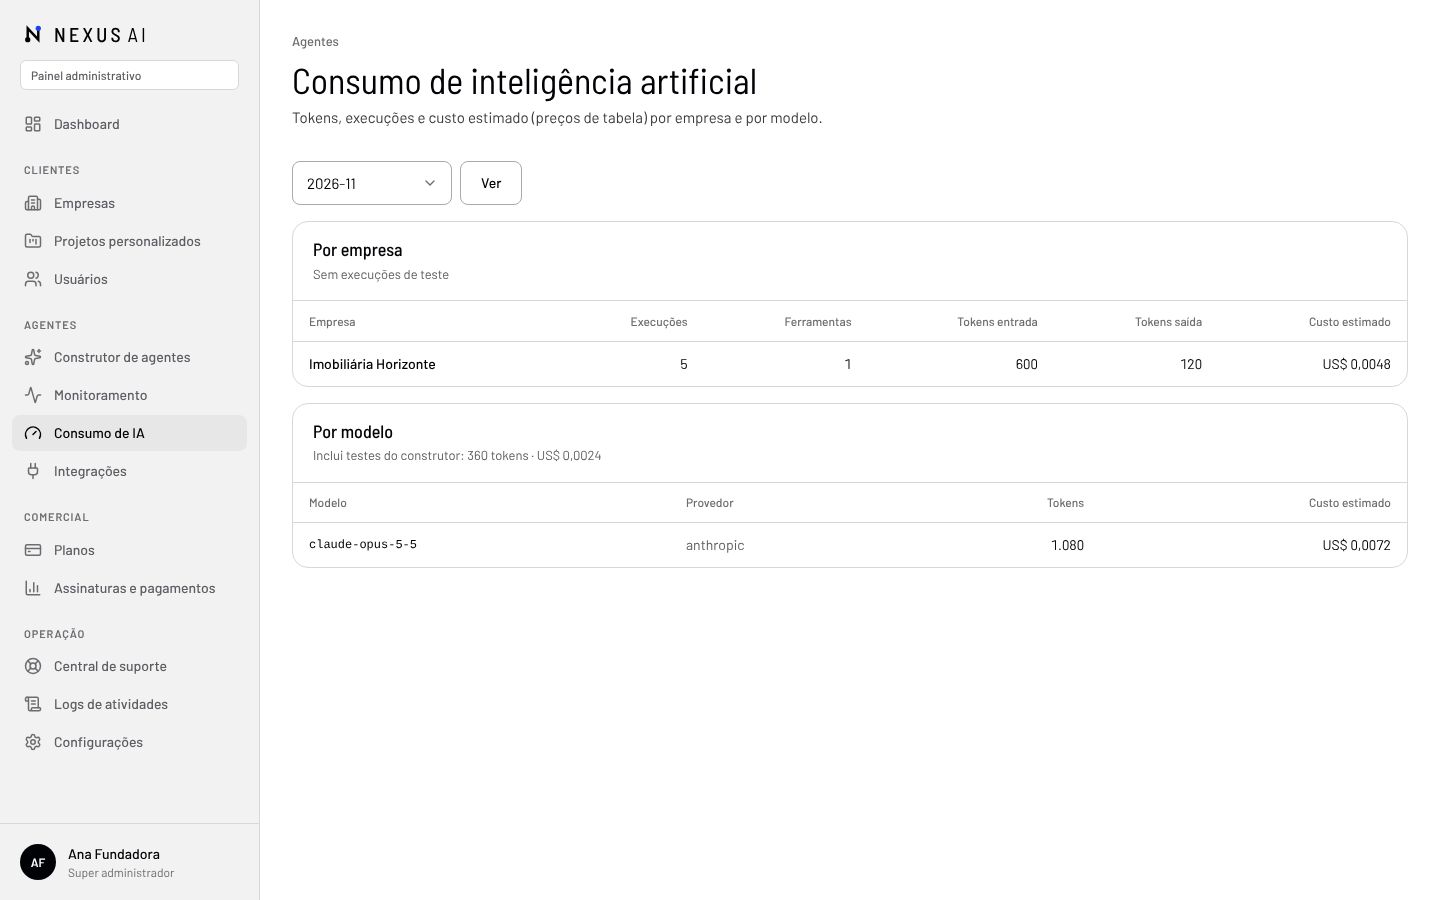 NEXUS AI
Painel administrativo
Dashboard
CLIENTES
Empresas
Projetos personalizados
Usuários
AGENTES
Construtor de agentes
Monitoramento
Consumo de IA
Integrações
COMERCIAL
Planos
Assinaturas e pagamentos
OPERAÇÃO
Central de suporte
Logs de atividades
Configurações
AF
Ana Fundadora
Super administrador
Agentes
Consumo de inteligência artificial
Tokens, execuções e custo estimado (preços de tabela) por empresa e por modelo.
2026-11 Ver
Por empresa
Sem execuções de teste
Empresa Execuções Ferramentas Tokens entrada Tokens saída Custo estimado
Imobiliária Horizonte 5 1 600 120 US$ 0,0048
Por modelo
Inclui testes do construtor: 360 tokens · US$ 0,0024
Modelo Provedor Tokens Custo estimado
claude-opus-5-5 anthropic 1.080 US$ 0,0072